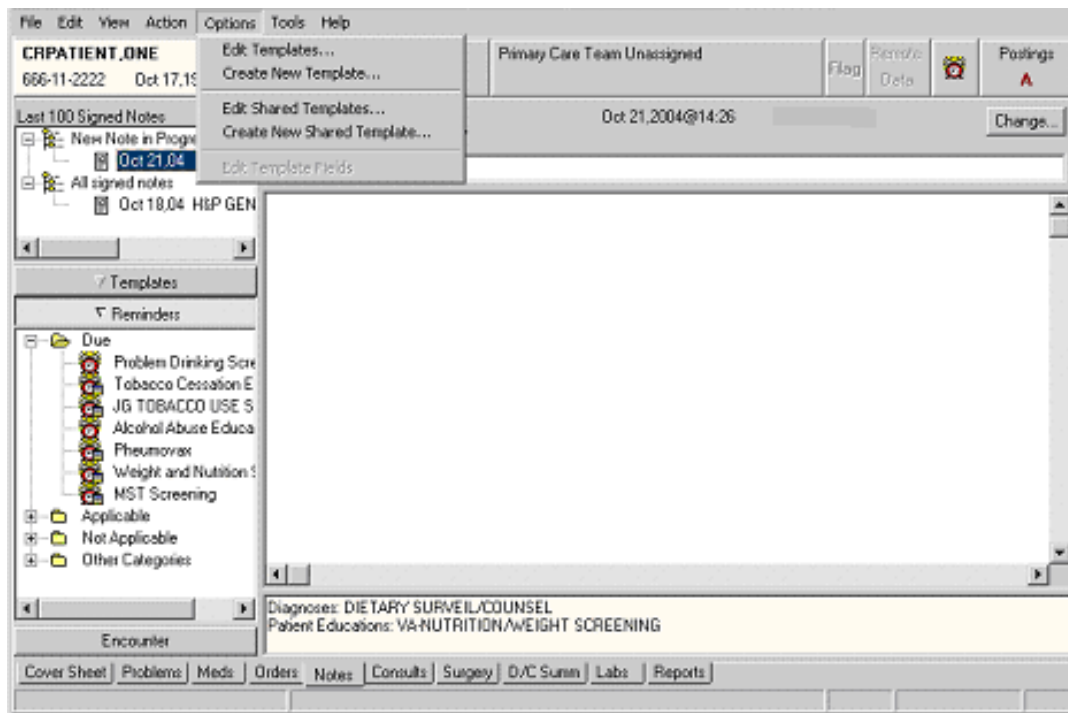 File Edit View Action Options Tools Help
CRPATIENT,ONE
666-11-2222 Oct 17,19
Edit Templates...
Create New Template...
Edit Shared Templates...
Create New Shared Template...
Edit Template Fields
Primary Care Team Unassigned
Flag
Remote Data
Postings
A
Last 100 Signed Notes
Oct 21,2004@14:26
Change...
New Note in Progre
Oct 21,04
All signed notes
Oct 18,04 H&P GEN
Templates
Reminders
Due
Problem Drinking Scre
Tobacco Cessation E
JG TOBACCO USE S
Alcohol Abuse Educa
Pneumovax
Weight and Nutrition S
MST Screening
Applicable
Not Applicable
Other Categories
Encounter
Diagnoses: DIETARY SURVEIL/COUNSEL
Patient Educations: VA-NUTRITION/WEIGHT SCREENING
Cover Sheet Problems Meds Orders Notes Consults Surgery D/C Summ Labs Reports